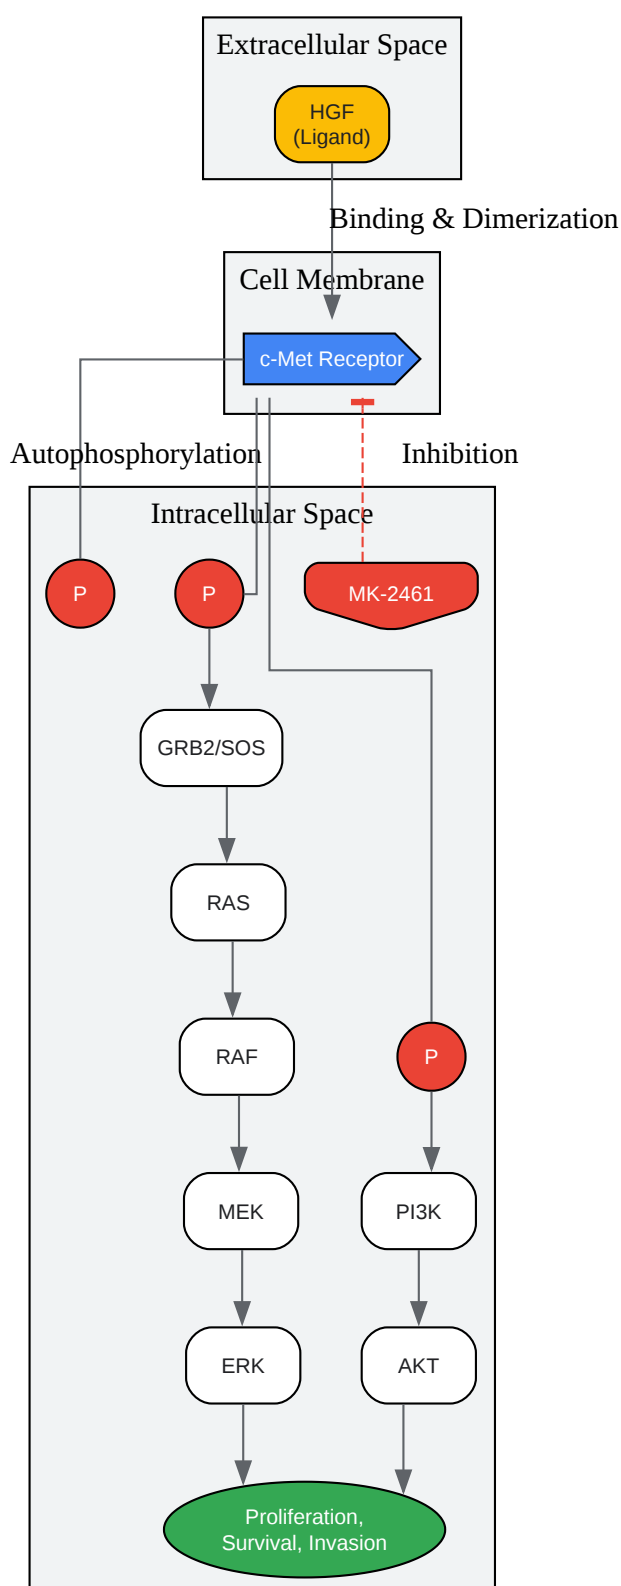 Extracellular Space
HGF
(Ligand)
Binding & Dimerization
Cell Membrane
c-Met Receptor
Autophosphorylation
Inhibition
Intracellular Space
P
P
MK-2461
GRB2/SOS
RAS
RAF
P
MEK
PI3K
ERK
AKT
Proliferation,
Survival, Invasion